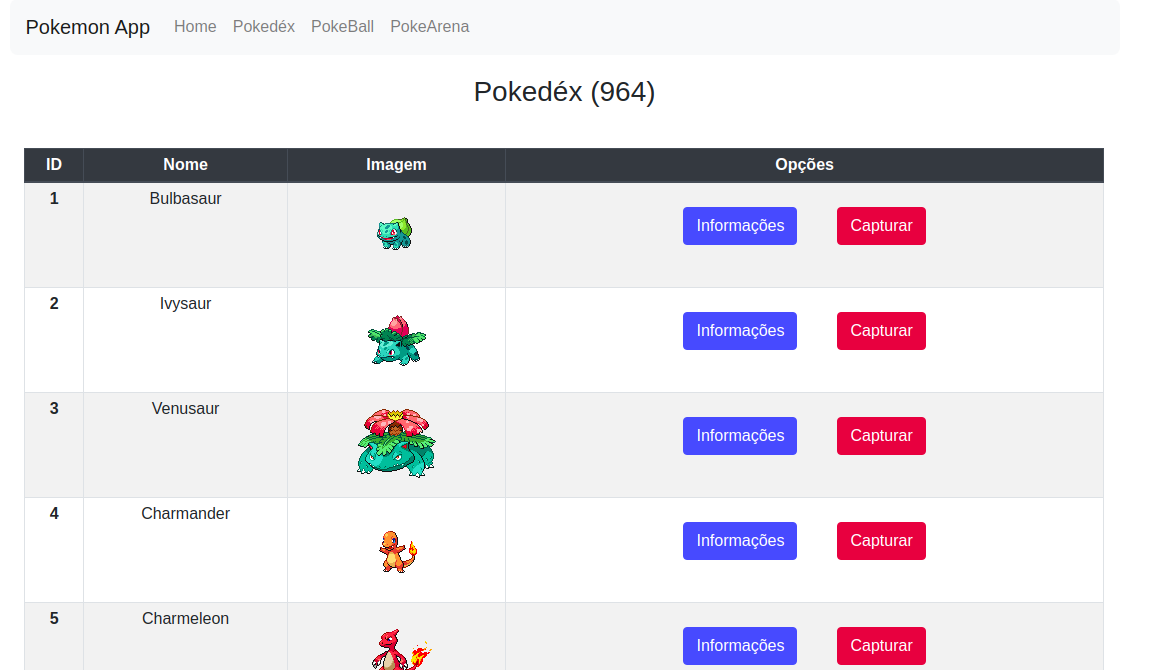 Pokemon App Home Pokedéx PokeBall PokeArena
Pokedéx (964)
ID Nome Imagem Opções
1 Bulbasaur Informações Capturar
2 Ivysaur Informações Capturar
3 Venusaur Informações Capturar
4 Charmander Informações Capturar
5 Charmeleon Informações Capturar